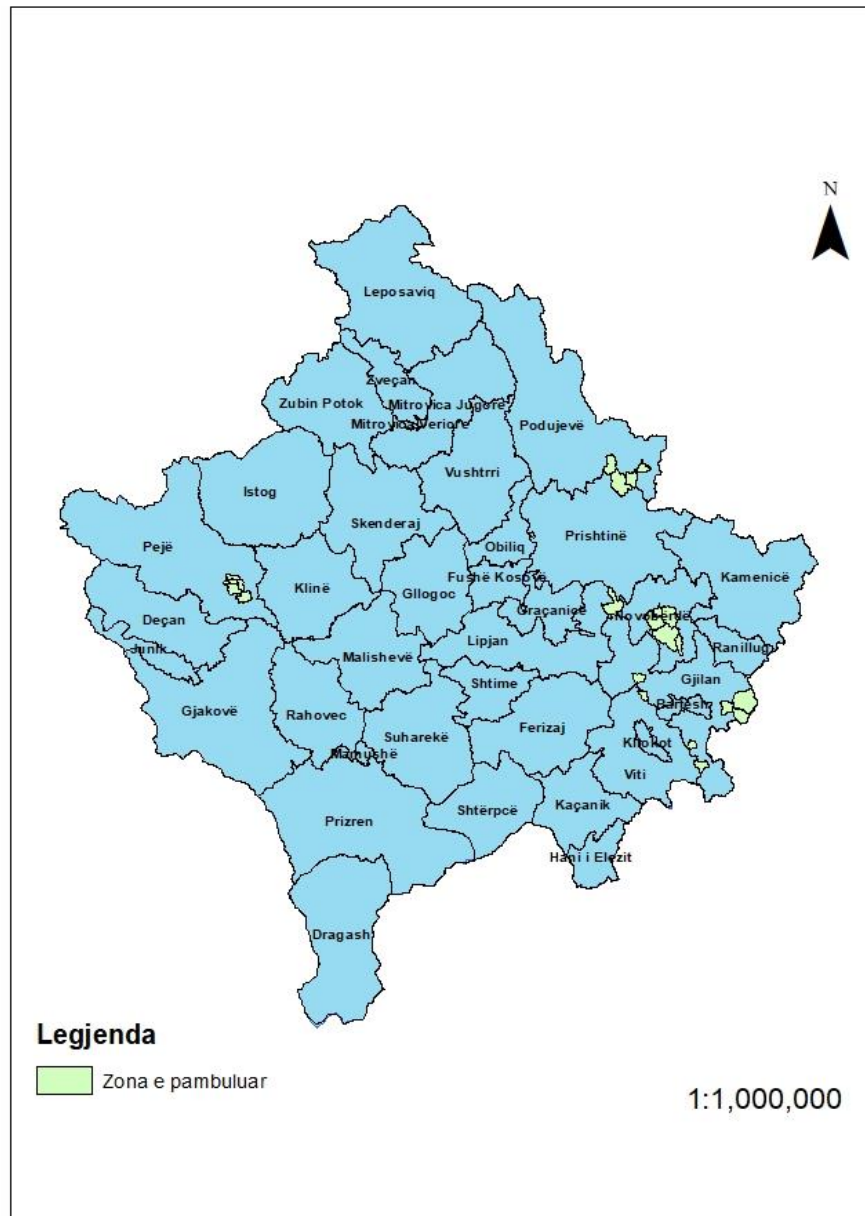 N
Leposaviq
Zveçan
Zubin Potok
Mitrovica Jugore
Mitrovica Veriore
Podujevë
Vushtrri
Istog
Skenderaj
Prishtinë
Obiliq
Pejë
Kamenicë
Fushë Kosovë
Klinë
Gllogoc
Graçanicë
Novobërdë
Deçan
Lipjan
Ranillug
Junik
Malishevë
Gjilan
Shtime
Gjakovë
Rahovec
Ferizaj
Suharekë
Kllokot
Mamushë
Viti
Shtërpcë
Kaçanik
Prizren
Hani i Elezit
Dragash
Legjenda
Zona e pambuluar
1:1,000,000